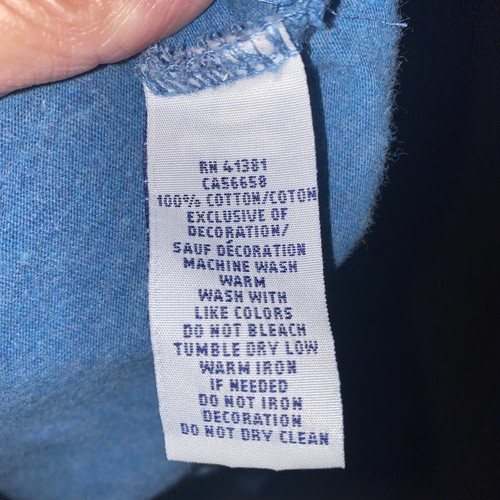 RN 41381
CA56658
100% COTTON/COTON
EXCLUSIVE OF
DECORATION/
SAUF DÉCORATION
MACHINE WASH
WARM
WASH WITH
LIKE COLORS
DO NOT BLEACH
TUMBLE DRY LOW
WARM IRON
IF NEEDED
DO NOT IRON
DECORATION
DO NOT DRY CLEAN